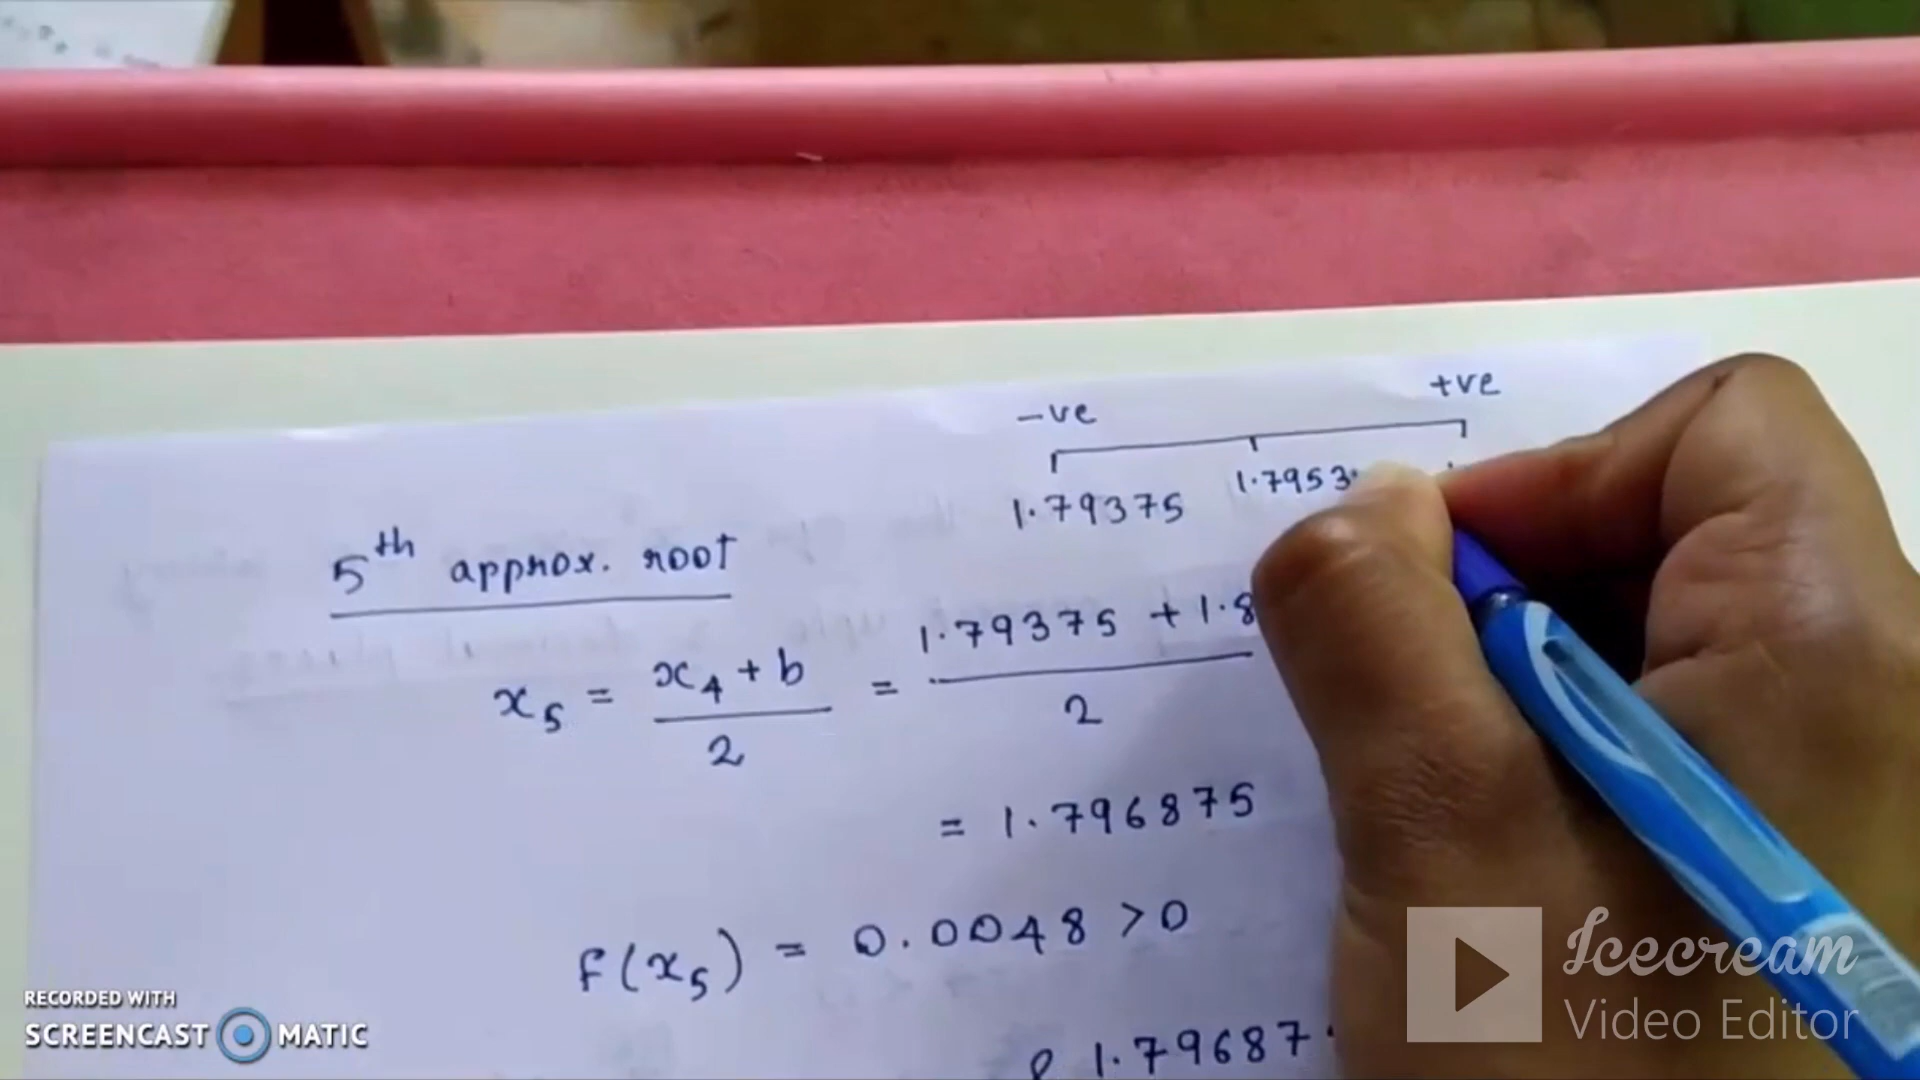 -ve +ve
1.79375 1.7953
5th approx. root
x5 = x4 + b / 2 = 1.79375 + 1.8 / 2
= 1.796875
f(x5) = 0.0048 > 0
1.79687
RECORDED WITH
SCREENCAST MATIC
Icecream
Video Editor